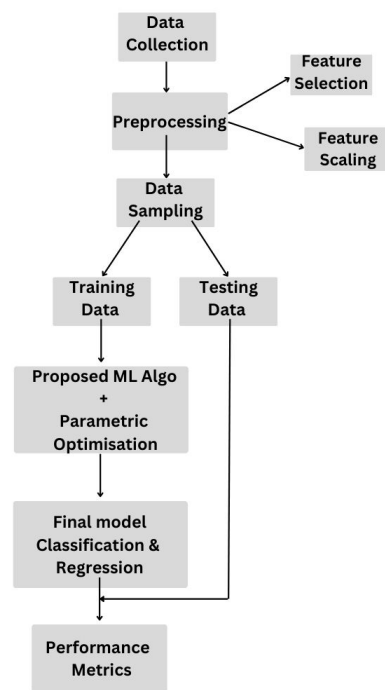 Data
Collection
Feature
Selection
Preprocessing
Feature
Scaling
Data
Sampling
Training
Data
Testing
Data
Proposed ML Algo
+
Parametric
Optimisation
Final model
Classification &
Regression
Performance
Metrics